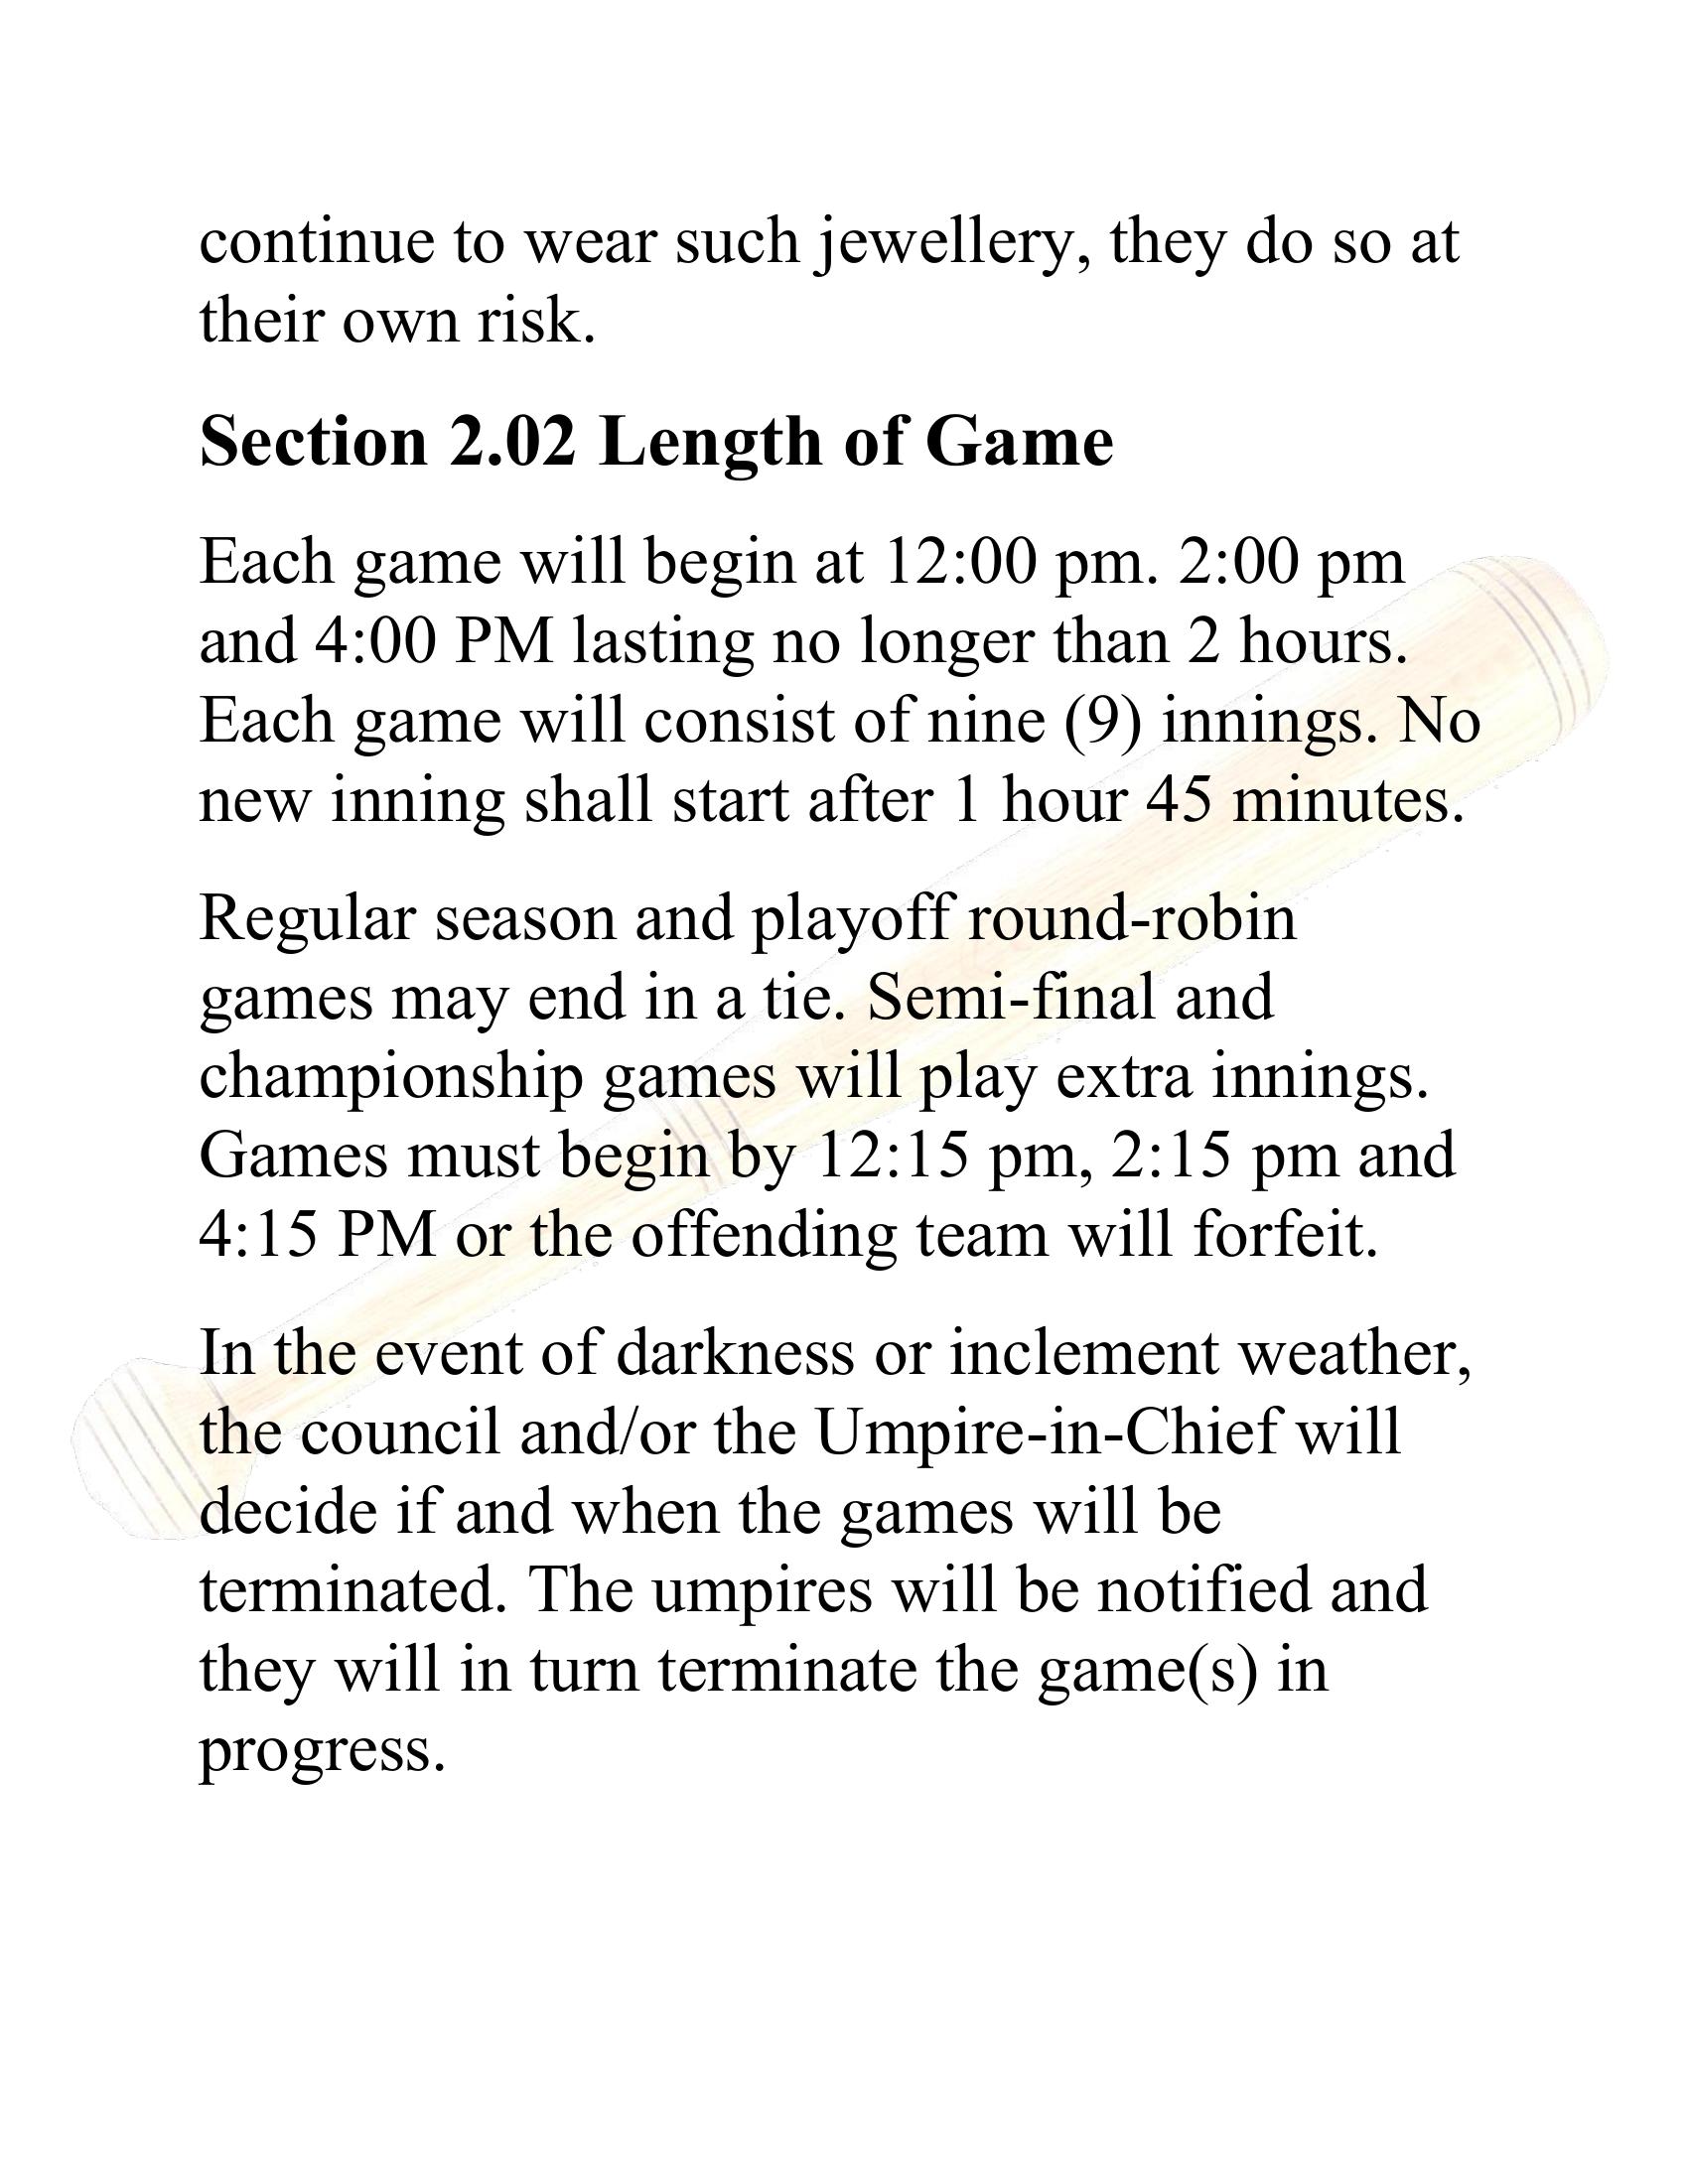 continue to wear such jewellery, they do so at
their own risk.
Section 2.02 Length of Game
Each game will begin at 12:00 pm. 2:00 pm
and 4:00 PM lasting no longer than 2 hours.
Each game will consist of nine (9) innings. No
new inning shall start after 1 hour 45 minutes.
Regular season and playoff round-robin
games may end in a tie. Semi-final and
championship games will play extra innings.
Games must begin by 12:15 pm, 2:15 pm and
4:15 PM or the offending team will forfeit.
In the event of darkness or inclement weather,
the council and/or the Umpire-in-Chief will
decide if and when the games will be
terminated. The umpires will be notified and
they will in turn terminate the game(s) in
progress.